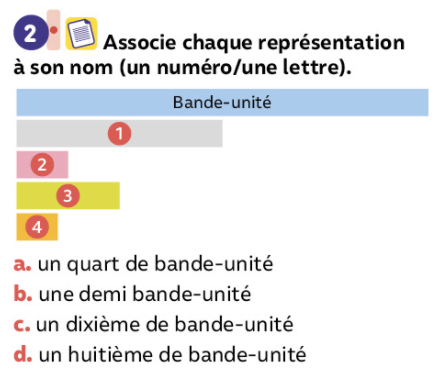 2 Associe chaque représentation
à son nom (un numéro/une lettre).
Bande-unité
1
2
3
4
a. un quart de bande-unité
b. une demi bande-unité
c. un dixième de bande-unité
d. un huitième de bande-unité